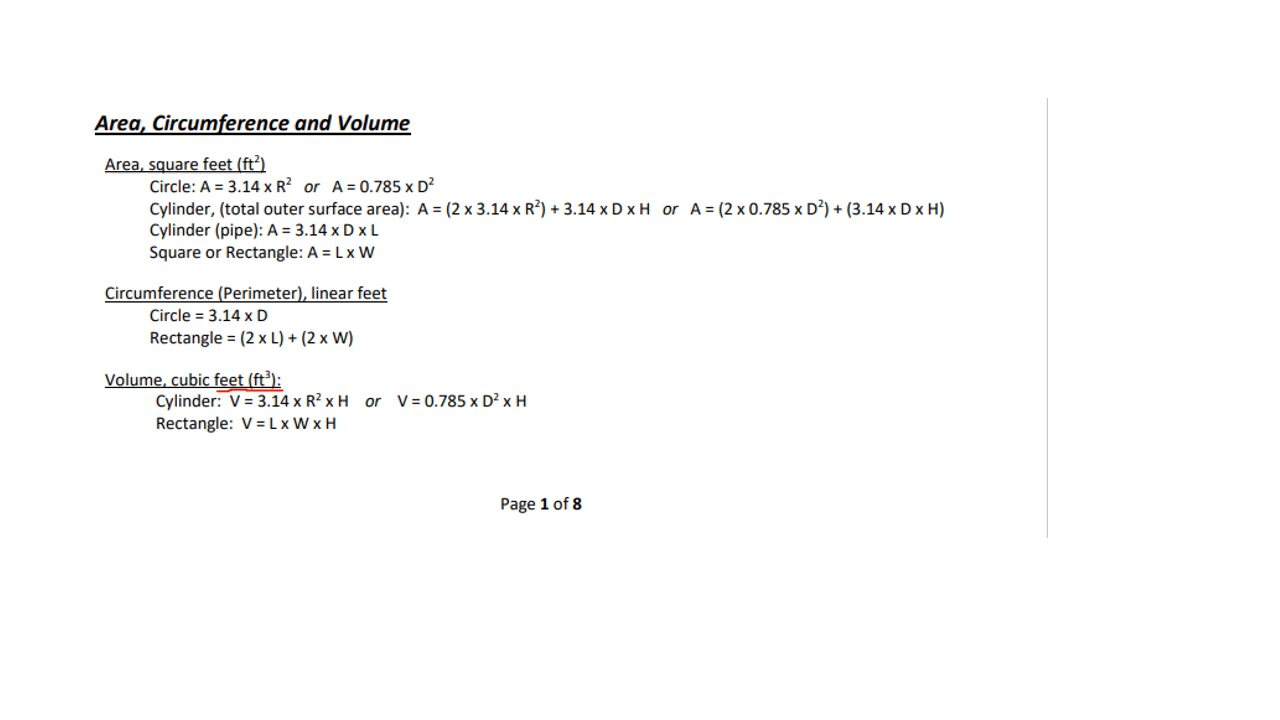 Area, Circumference and Volume
Area, square feet (ft²)
Circle: A = 3.14 x R² or A = 0.785 x D²
Cylinder, (total outer surface area): A = (2 x 3.14 x R²) + 3.14 x D x H or A = (2 x 0.785 x D²) + (3.14 x D x H)
Cylinder (pipe): A = 3.14 x D x L
Square or Rectangle: A = L x W
Circumference (Perimeter), linear feet
Circle = 3.14 x D
Rectangle = (2 x L) + (2 x W)
Volume, cubic feet (ft³):
Cylinder: V = 3.14 x R² x H or V = 0.785 x D² x H
Rectangle: V = L x W x H
Page 1 of 8